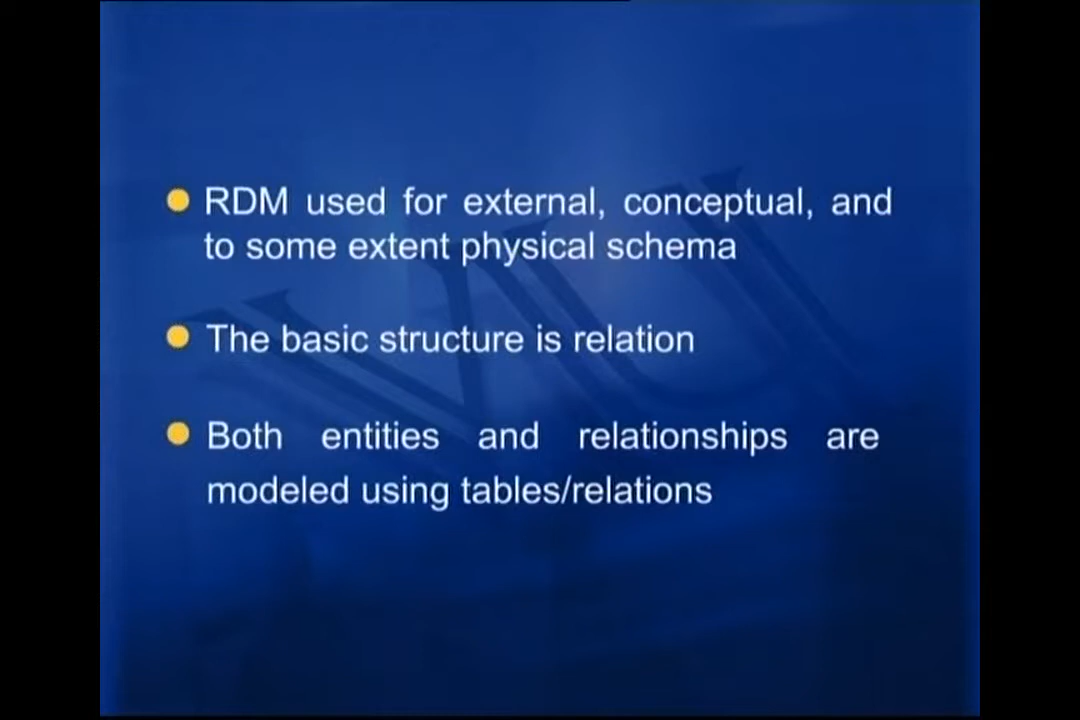 RDM used for external, conceptual, and
to some extent physical schema
The basic structure is relation
Both entities and relationships are
modeled using tables/relations
VU